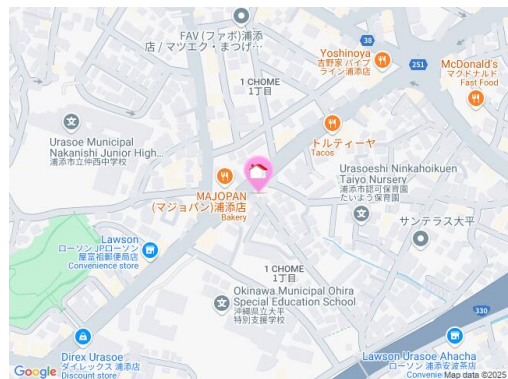 FAV (ファボ)浦添
店 / マツエク・まつげ…
38
Yoshinoya
吉野家 パイプ
ライン浦添店
251
McDonald's
マクドナルド
Fast Food
1 CHOME
1丁目
トルティーヤ
Tacos
Urasoe Municipal
Nakanishi Junior High...
浦添市立仲西中学校
Urasoeshi Ninkahoikuen
Taiyo Nursery
浦添市認可保育園
たいよう保育園
MAJOPAN
(マジョパン)浦添店
Bakery
サンテラス大平
Lawson
ローソン JPローソン
屋富祖郵便局店
Convenience store
1 CHOME
1丁目
Okinawa Municipal Ohira
Special Education School
沖縄県立大平
特別支援学校
330
Direx Urasoe
ダイレックス 浦添店
Discount store
Lawson Urasoe Ahacha
ローソン 浦添安波茶店
Convenie
Google
Map data ©2025